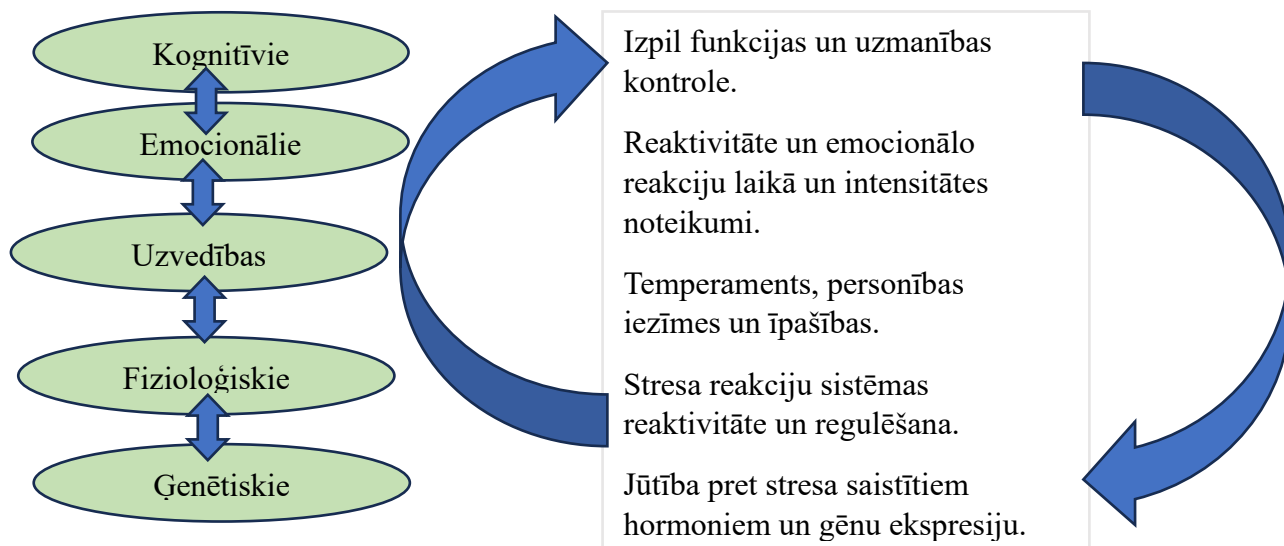 Kognitīvie
Emocionālie
Uzvedības
Fizioloģiskie
Ģenētiskie
Izpil funkcijas un uzmanības
kontrole.
Reaktivitāte un emocionālo
reakciju laikā un intensitātes
noteikumi.
Temperaments, personības
iezīmes un īpašības.
Stresa reakciju sistēmas
reaktivitāte un regulēšana.
Jūtība pret stresa saistītiem
hormoniem un gēnu ekspresiju.